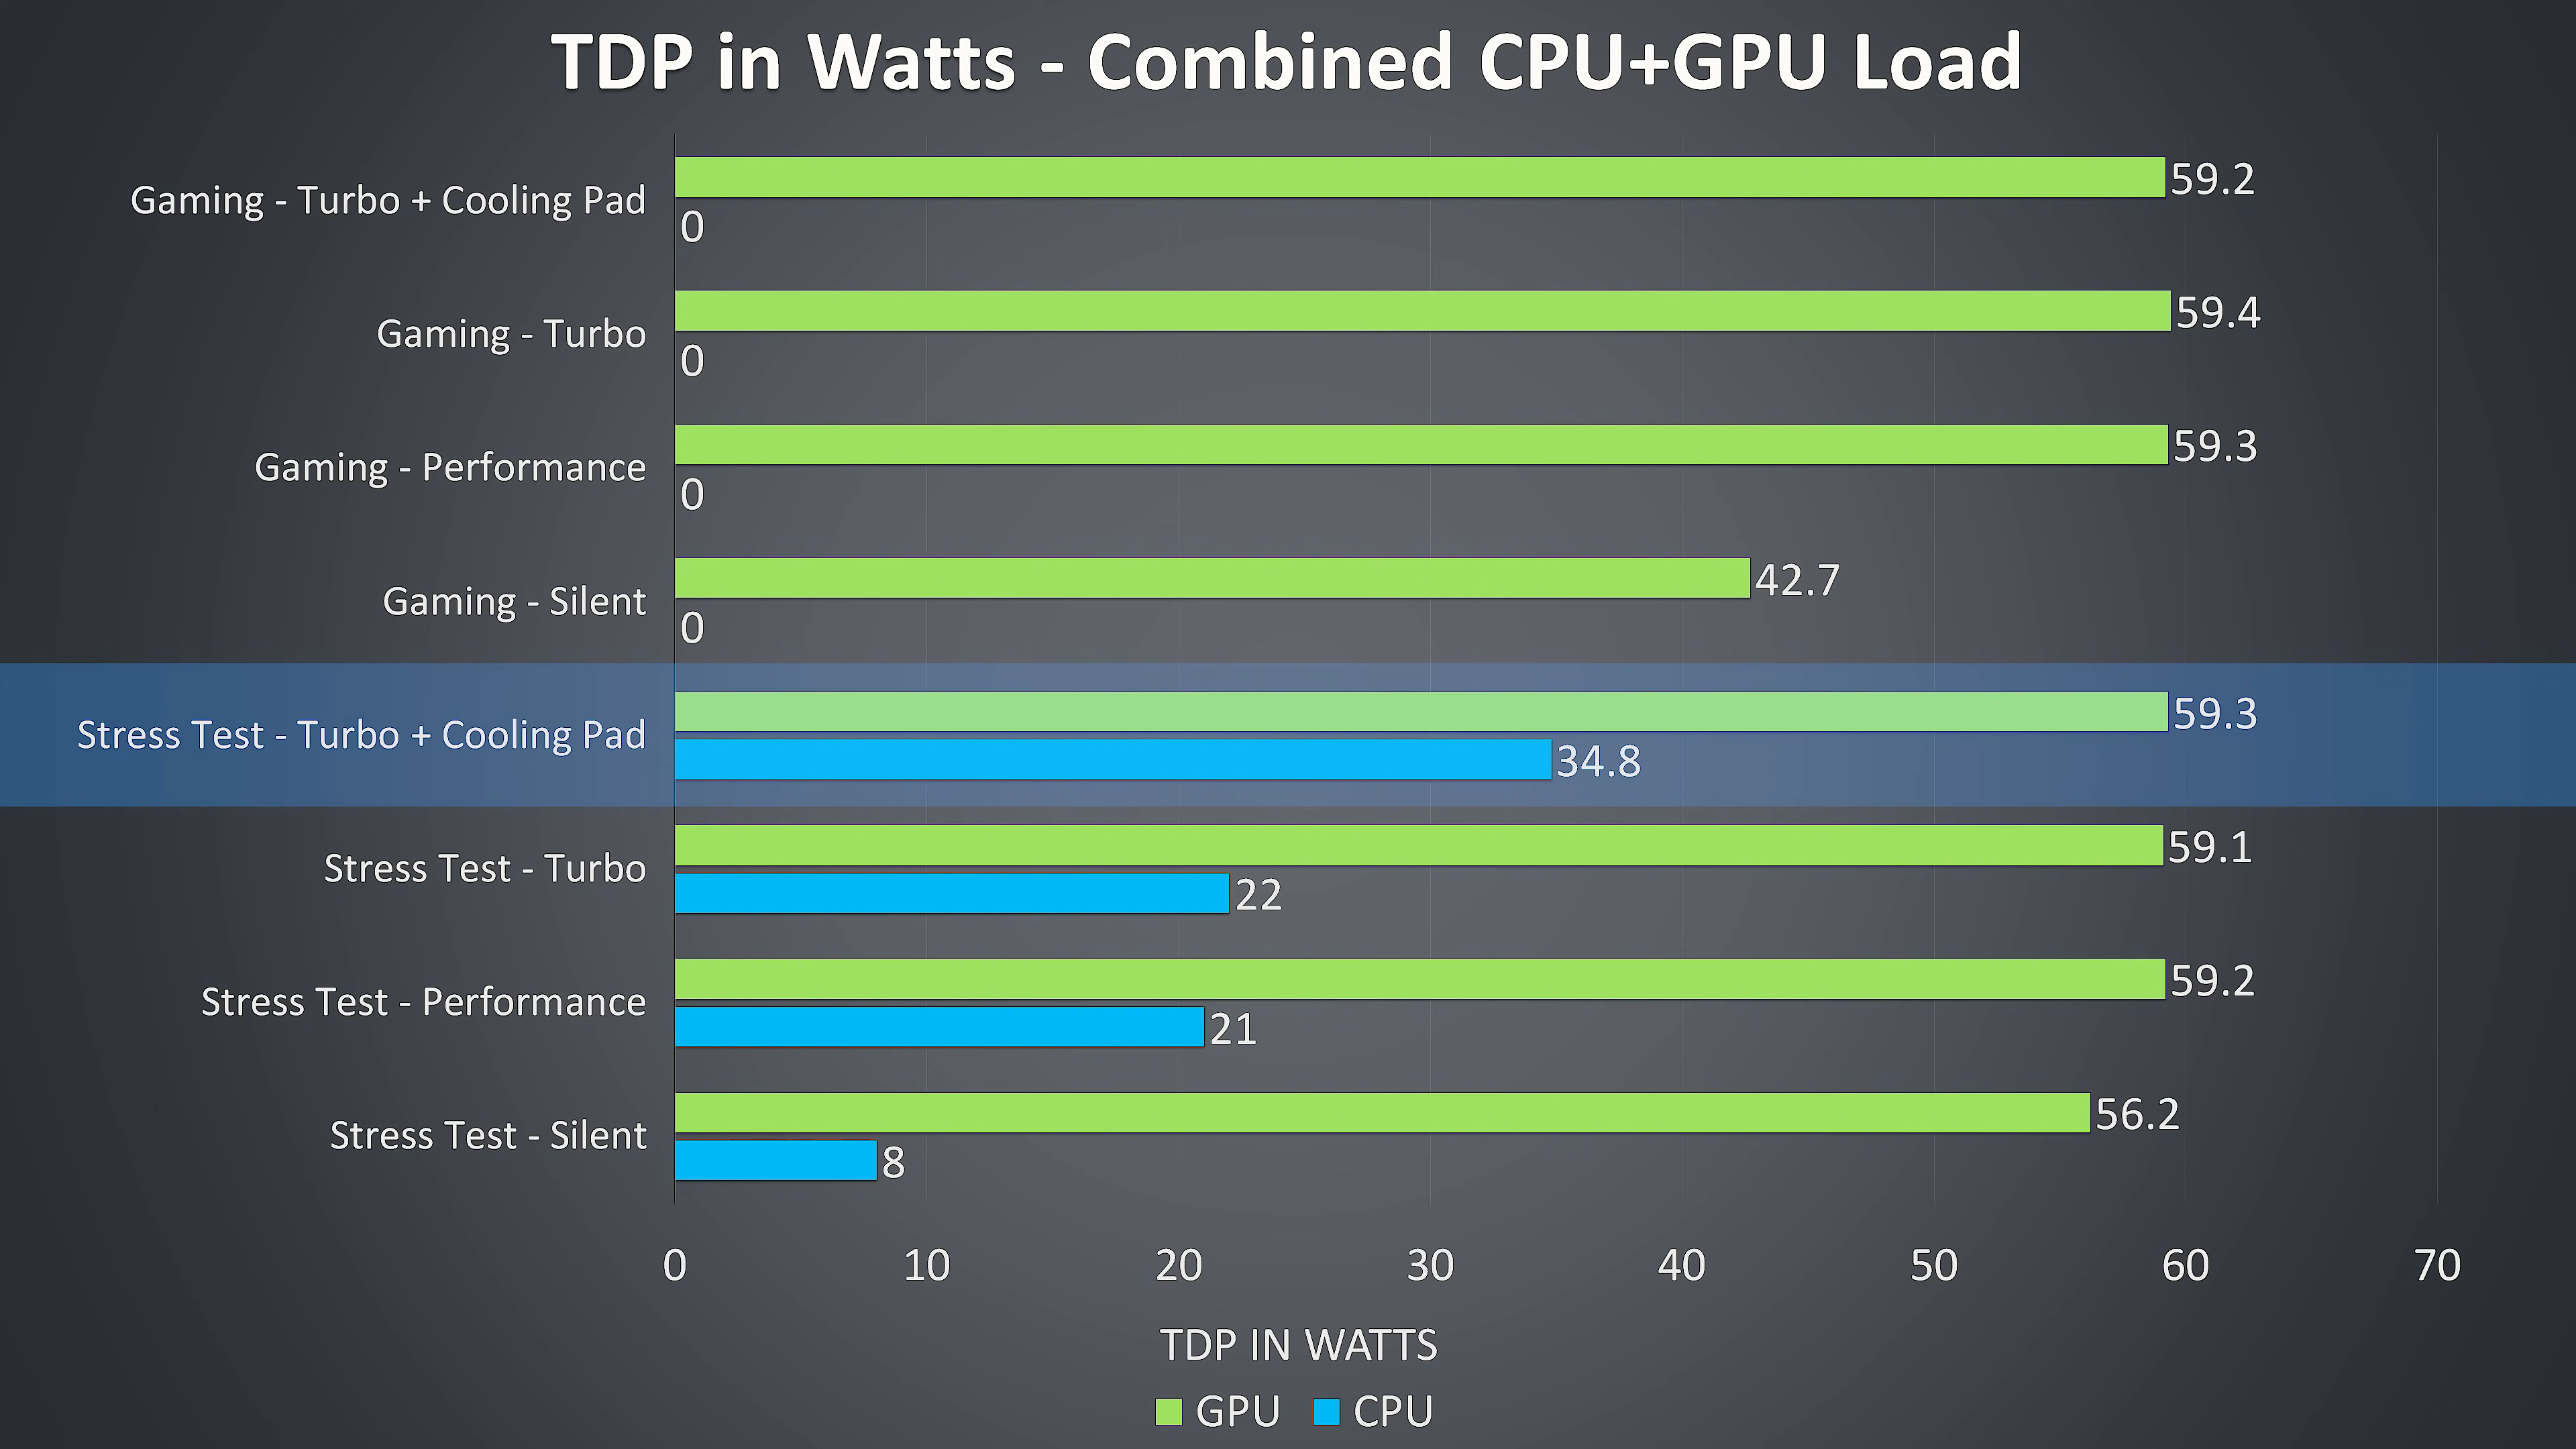 TDP in Watts - Combined CPU+GPU Load
Gaming - Turbo + Cooling Pad
59.2
0
Gaming - Turbo
59.4
0
Gaming - Performance
59.3
0
Gaming - Silent
42.7
0
Stress Test - Turbo + Cooling Pad
59.3
34.8
Stress Test - Turbo
59.1
22
Stress Test - Performance
59.2
21
Stress Test - Silent
56.2
8
0 10 20 30 40 50 60 70
TDP IN WATTS
GPU CPU